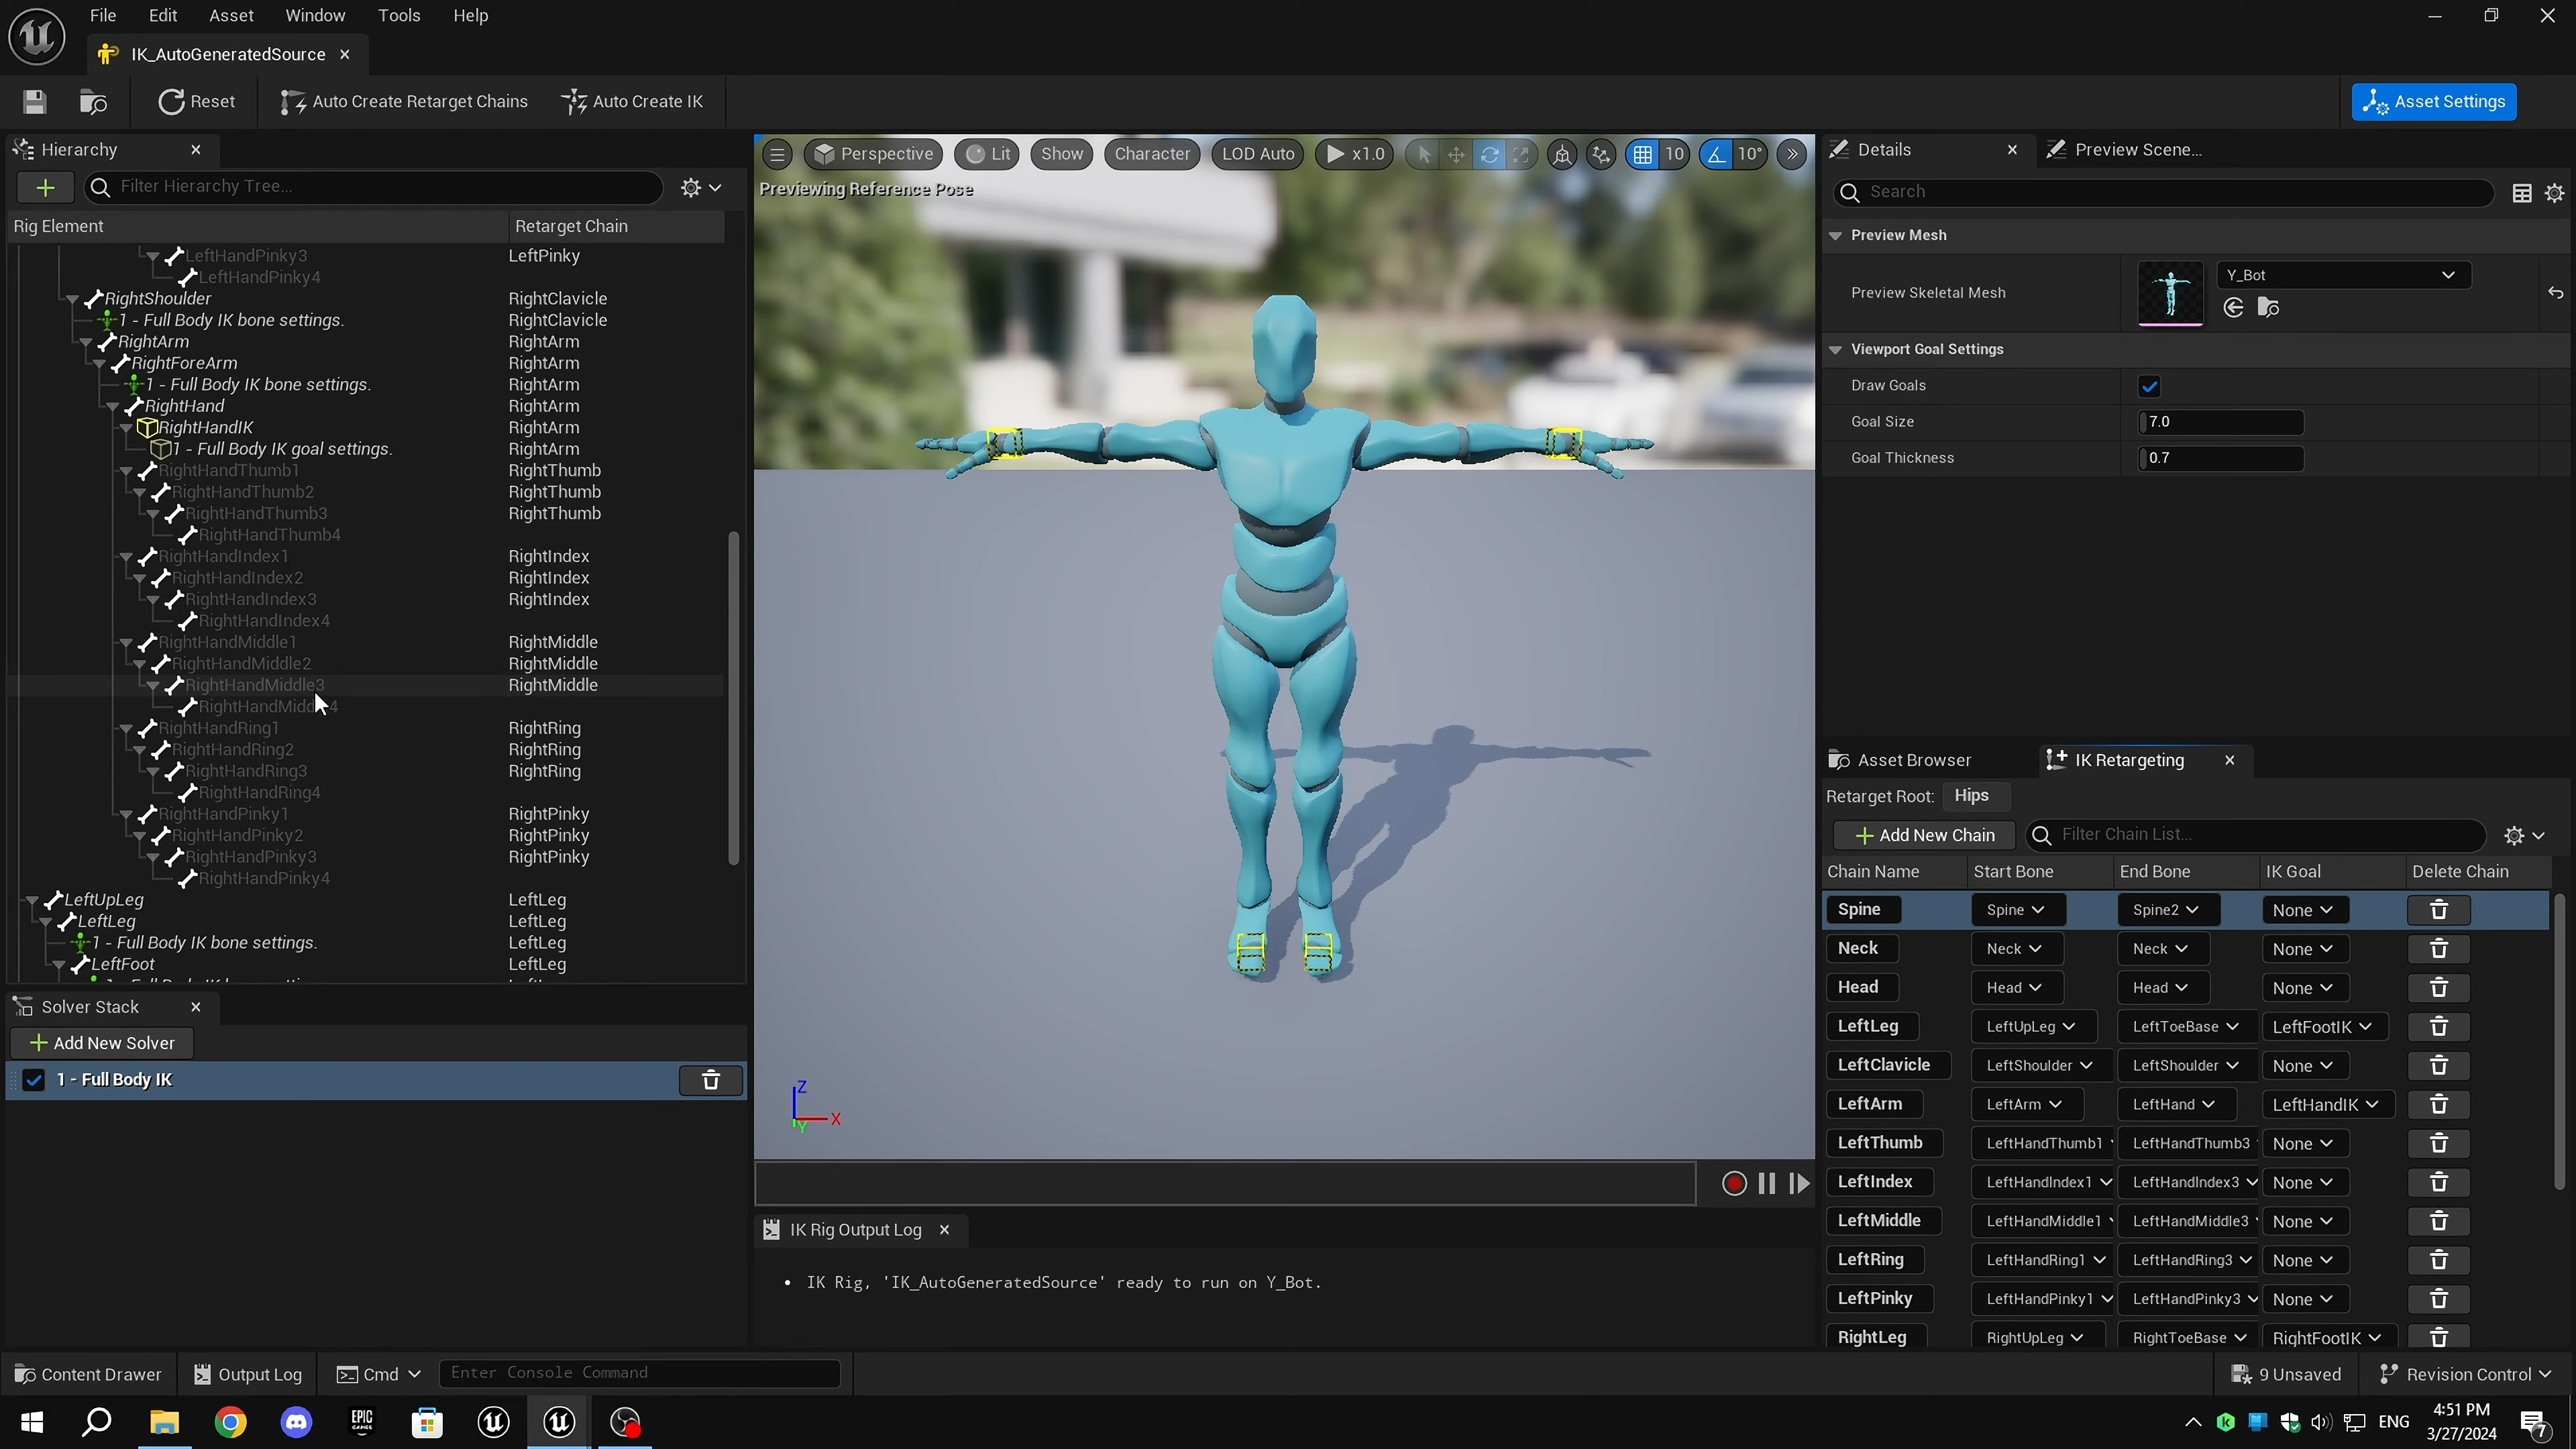 File Edit Asset Window Tools Help
IK_AutoGeneratedSource
Reset Auto Create Retarget Chains Auto Create IK Asset Settings
Hierarchy
Filter Hierarchy Tree...
Rig Element Retarget Chain
LeftHandPinky3 LeftPinky
LeftHandPinky4
RightShoulder RightClavicle
1 - Full Body IK bone settings. RightClavicle
RightArm RightArm
RightForeArm RightArm
1 - Full Body IK bone settings. RightArm
RightHand RightArm
RightHandIK RightArm
1 - Full Body IK goal settings. RightArm
RightHandThumb1 RightThumb
RightHandThumb2 RightThumb
RightHandThumb3 RightThumb
RightHandThumb4
RightHandIndex1 RightIndex
RightHandIndex2 RightIndex
RightHandIndex3 RightIndex
RightHandIndex4
RightHandMiddle1 RightMiddle
RightHandMiddle2 RightMiddle
RightHandMiddle3 RightMiddle
RightHandRing1 RightRing
RightHandRing2 RightRing
RightHandRing3 RightRing
RightHandRing4
RightHandPinky1 RightPinky
RightHandPinky2 RightPinky
RightHandPinky3 RightPinky
RightHandPinky4
LeftUpLeg LeftLeg
LeftLeg LeftLeg
1 - Full Body IK bone settings. LeftLeg
LeftFoot LeftLeg
Solver Stack
Add New Solver
1 - Full Body IK
Perspective Lit Show Character LOD Auto x1.0 10 10°
Previewing Reference Pose
Z
X
Y
IK Rig Output Log
• IK Rig, 'IK_AutoGeneratedSource' ready to run on Y_Bot.
Details Preview Scene...
Search
Preview Mesh
Preview Skeletal Mesh Y_Bot
Viewport Goal Settings
Draw Goals
Goal Size 7.0
Goal Thickness 0.7
Asset Browser IK Retargeting
Retarget Root: Hips
Add New Chain Filter Chain List...
Chain Name Start Bone End Bone IK Goal Delete Chain
Spine Spine Spine2 None
Neck Neck Neck None
Head Head Head None
LeftLeg LeftUpLeg LeftToeBase LeftFootIK
LeftClavicle LeftShoulder LeftShoulder None
LeftArm LeftArm LeftHand LeftHandIK
LeftThumb LeftHandThumb1 LeftHandThumb3 None
LeftIndex LeftHandIndex1 LeftHandIndex3 None
LeftMiddle LeftHandMiddle1 LeftHandMiddle3 None
LeftRing LeftHandRing1 LeftHandRing3 None
LeftPinky LeftHandPinky1 LeftHandPinky3 None
RightLeg RightUpLeg RightToeBase RightFootIK
Content Drawer Output Log Cmd Enter Console Command 9 Unsaved Revision Control
EPIC GAMES ENG 4:51 PM
3/27/2024 7